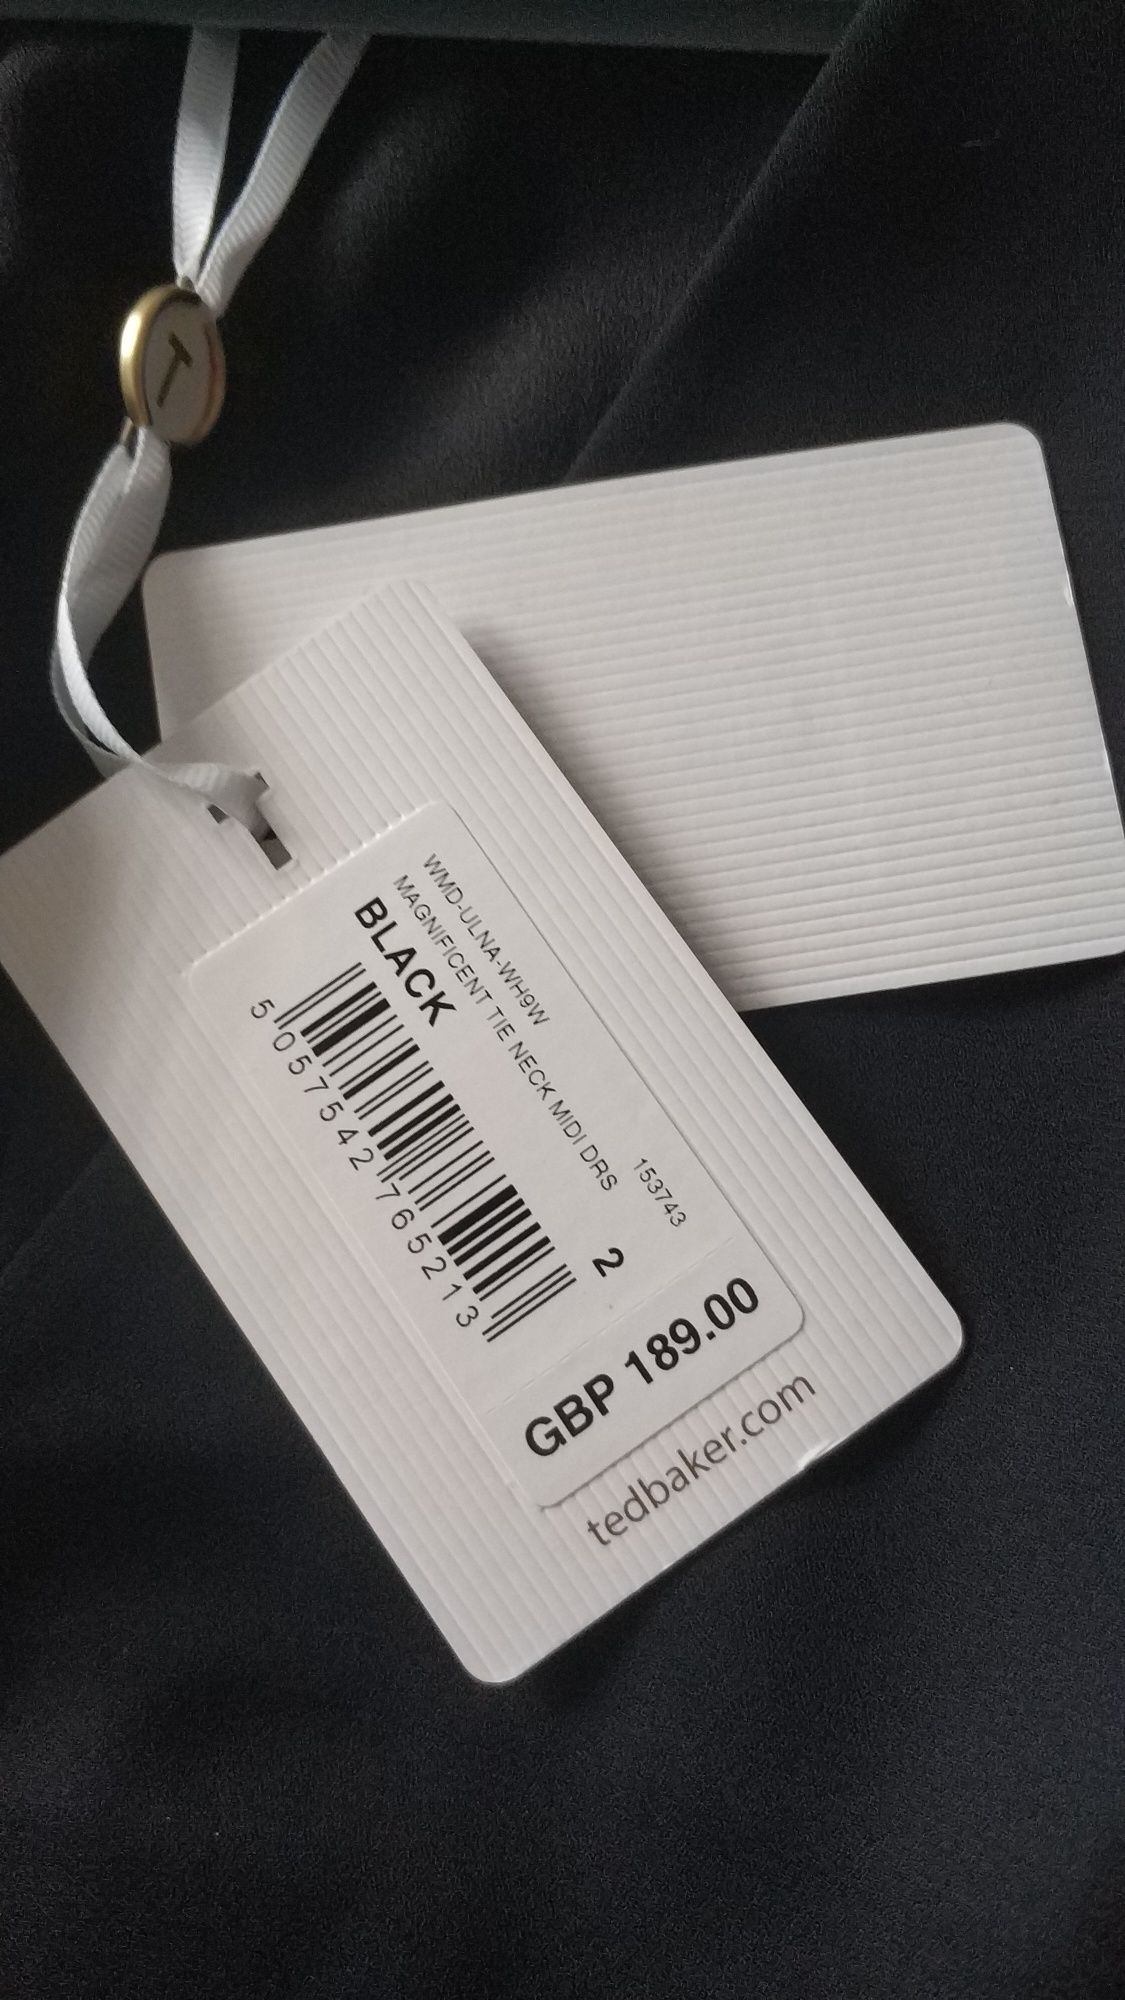 T
WMD-ULNA-WH9W
153743
MAGNIFICENT TIE NECK MIDI DRS
BLACK
2
5 057542 765213
GBP 189.00
tedbaker.com